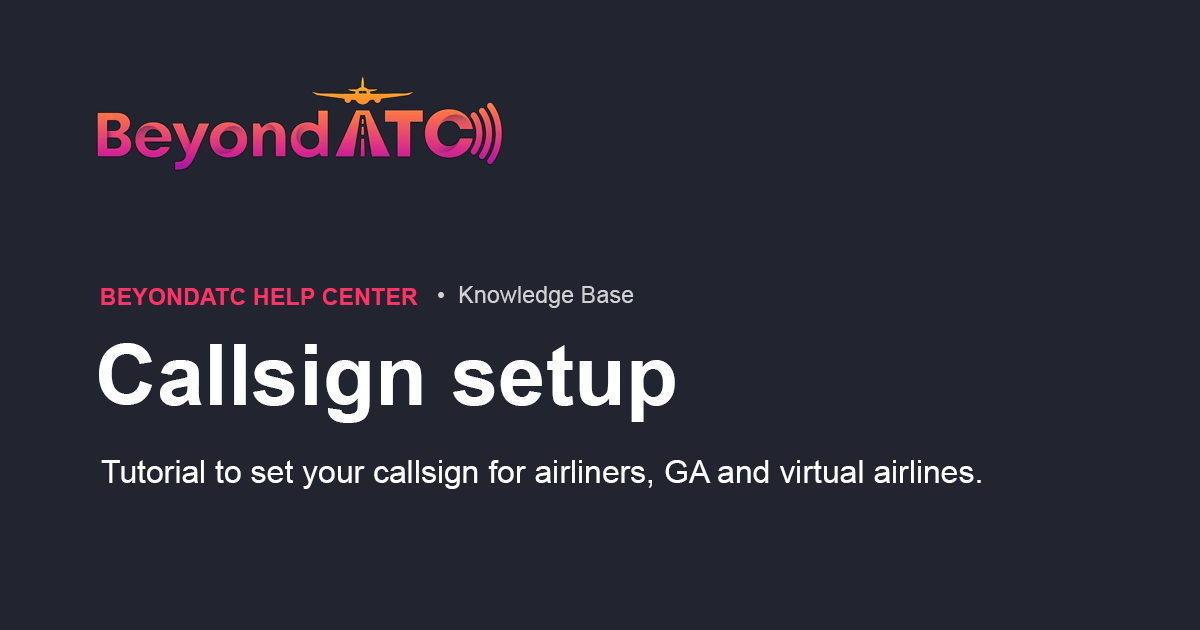 BeyondATC
BEYONDATC HELP CENTER • Knowledge Base
Callsign setup
Tutorial to set your callsign for airliners, GA and virtual airlines.